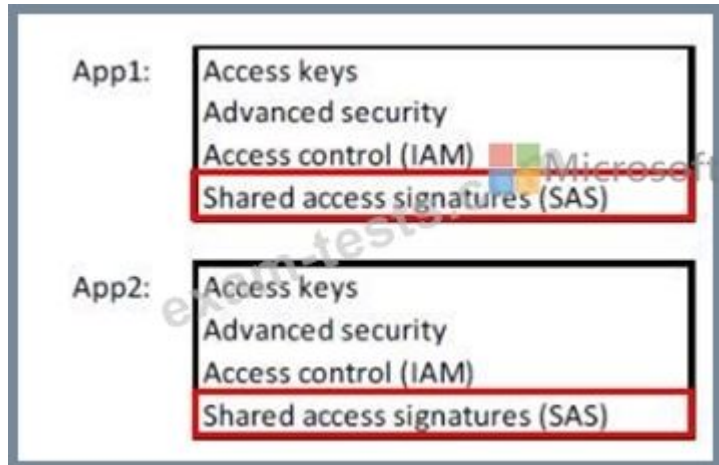 App1: Access keys
Advanced security
Access control (IAM)
Microsoft
Shared access signatures (SAS)
App2: Access keys
Advanced security
Access control (IAM)
Shared access signatures (SAS)